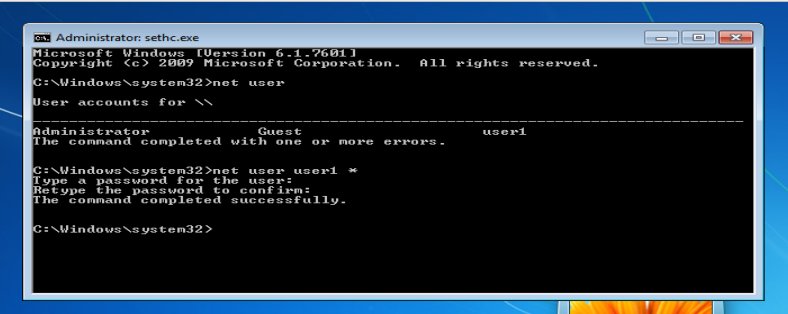 Administrator: sethc.exe
Microsoft Windows [Version 6.1.7601]
Copyright (c) 2009 Microsoft Corporation.  All rights reserved.
C:\Windows\system32>net user
User accounts for \\
-------------------------------------------------------------------------------
Administrator            Guest                    user1
The command completed with one or more errors.
C:\Windows\system32>net user user1 *
Type a password for the user:
Retype the password to confirm:
The command completed successfully.
C:\Windows\system32>